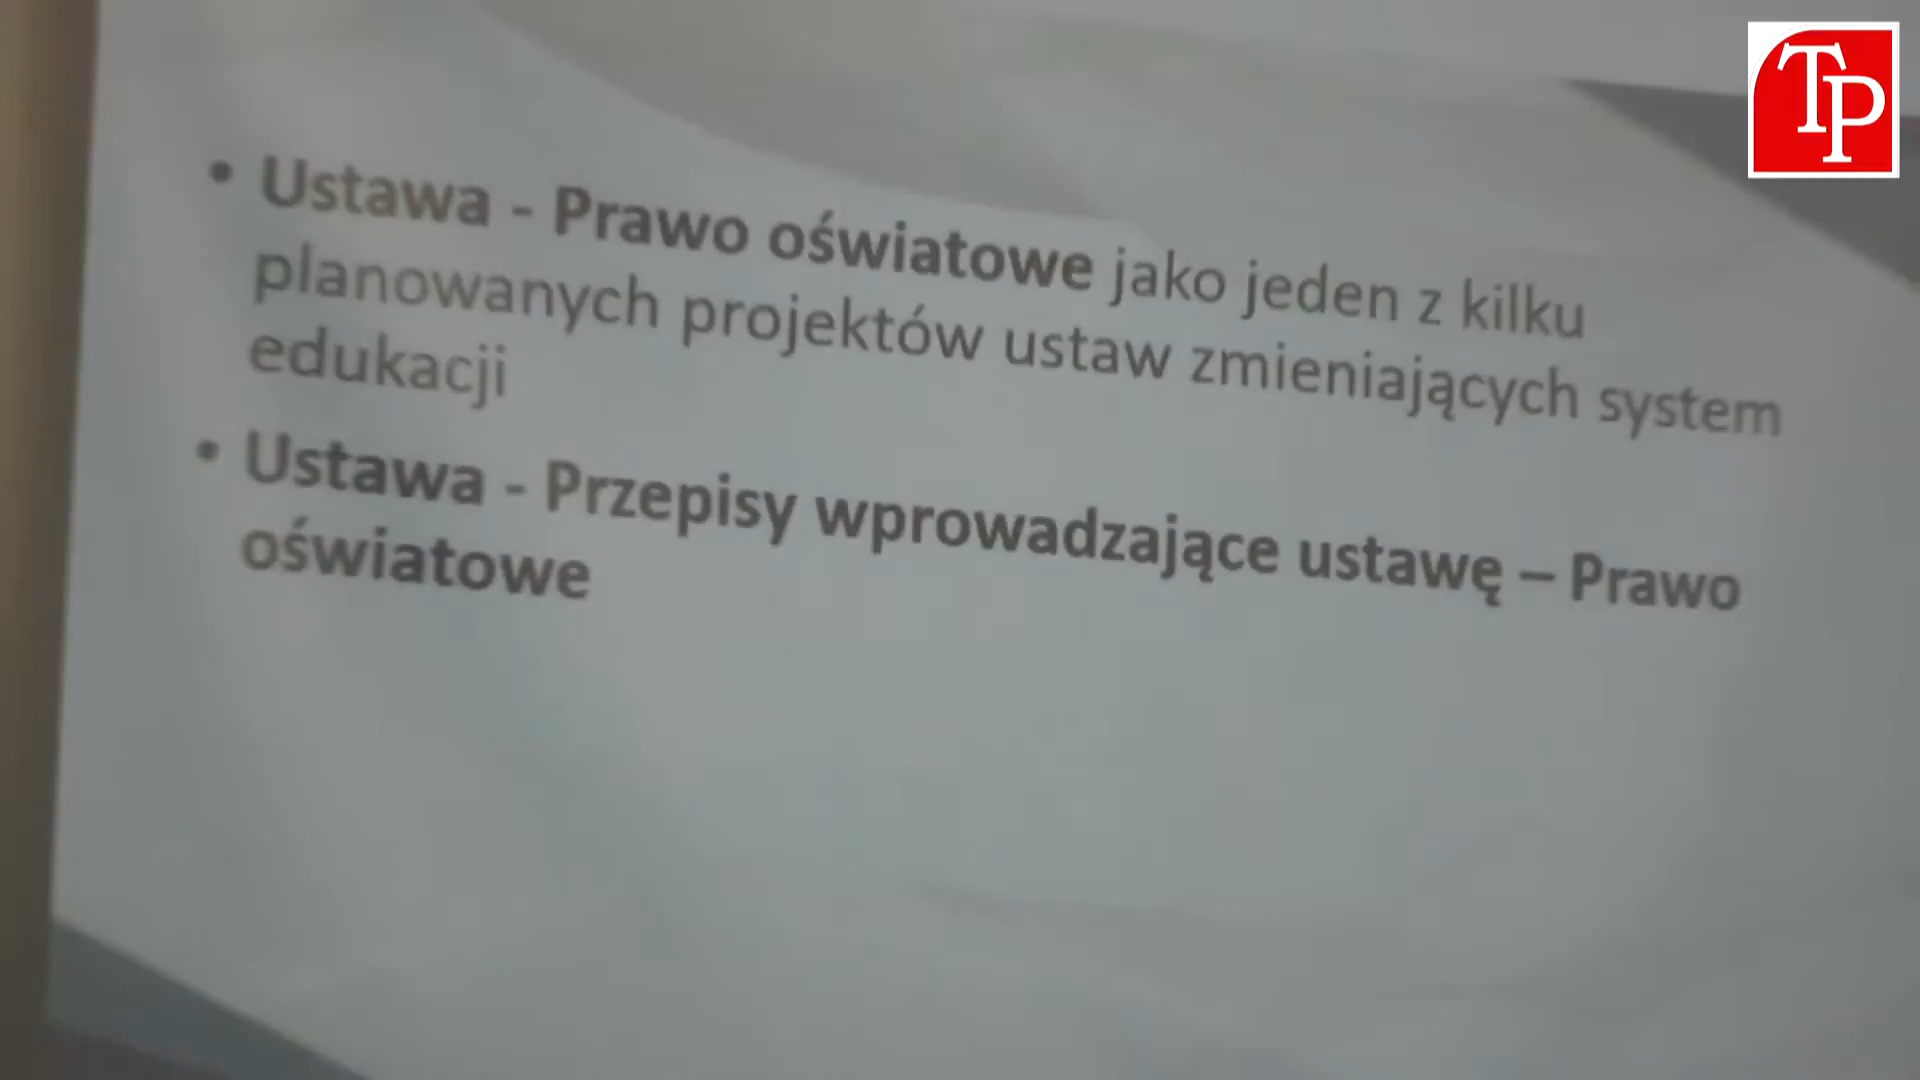 TP
• Ustawa - Prawo oświatowe jako jeden z kilku
planowanych projektów ustaw zmieniających system
edukacji
• Ustawa - Przepisy wprowadzające ustawę – Prawo
oświatowe